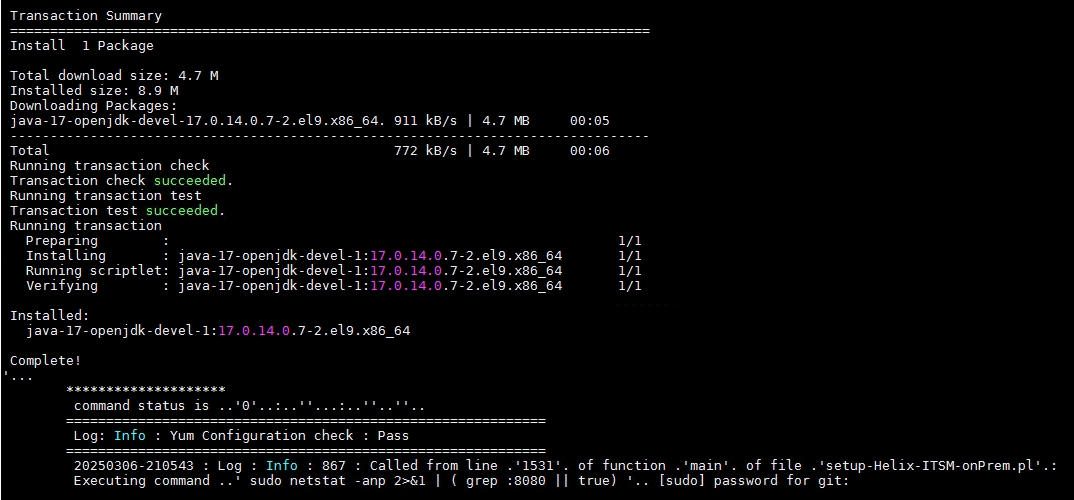 Transaction Summary
================================================================================
Install  1 Package
Total download size: 4.7 M
Installed size: 8.9 M
Downloading Packages:
java-17-openjdk-devel-17.0.14.0.7-2.el9.x86_64. 911 kB/s | 4.7 MB     00:05
--------------------------------------------------------------------------------
Total                                           772 kB/s | 4.7 MB     00:06
Running transaction check
Transaction check succeeded.
Running transaction test
Transaction test succeeded.
Running transaction
  Preparing        :                                                        1/1
  Installing       : java-17-openjdk-devel-1:17.0.14.0.7-2.el9.x86_64       1/1
  Running scriptlet: java-17-openjdk-devel-1:17.0.14.0.7-2.el9.x86_64       1/1
  Verifying        : java-17-openjdk-devel-1:17.0.14.0.7-2.el9.x86_64       1/1
Installed:
  java-17-openjdk-devel-1:17.0.14.0.7-2.el9.x86_64
Complete!
'...
********************
command status is ..'0'..:..''...:..''..''..
============================================================
Log: Info : Yum Configuration check : Pass
============================================================
20250306-210543 : Log : Info : 867 : Called from line .'1531'. of function .'main'. of file .'setup-Helix-ITSM-onPrem.pl'.:
Executing command ..' sudo netstat -anp 2>&1 | ( grep :8080 || true) '.. [sudo] password for git: